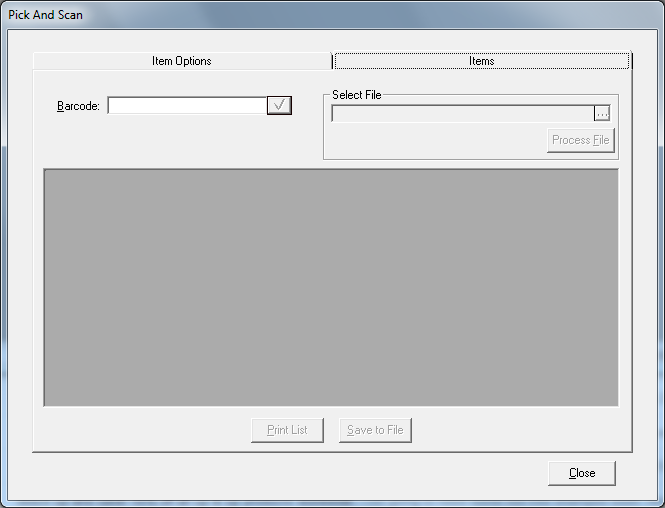 Pick And Scan
Item Options
Items
Barcode:
Select File
...
Process File
Print List
Save to File
Close